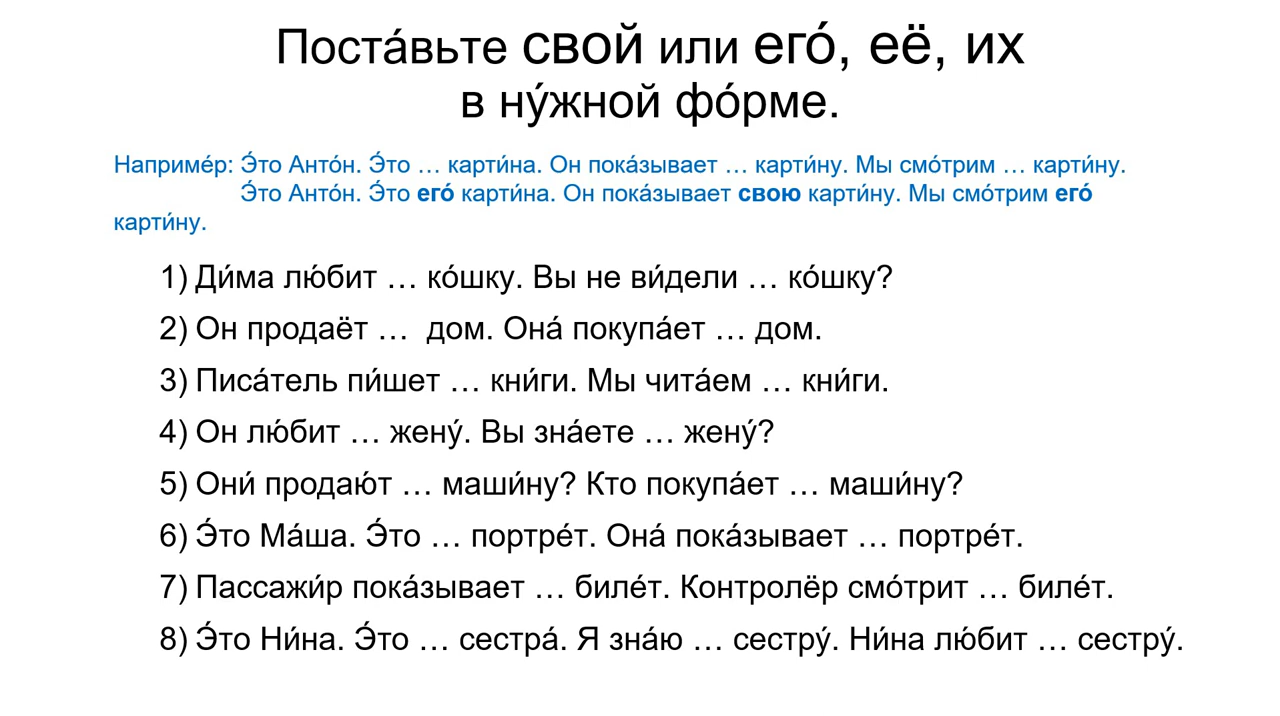 Поста́вьте свой или его́, её, их
в ну́жной фо́рме.
Наприме́р: Э́то Анто́н. Э́то … карти́на. Он пока́зывает … карти́ну. Мы смо́трим … карти́ну.
Э́то Анто́н. Э́то его́ карти́на. Он пока́зывает свою карти́ну. Мы смо́трим его́
карти́ну.
1) Ди́ма лю́бит … ко́шку. Вы не ви́дели … ко́шку?
2) Он продаёт … дом. Она́ покупа́ет … дом.
3) Писа́тель пи́шет … кни́ги. Мы чита́ем … кни́ги.
4) Он лю́бит … жену́. Вы зна́ете … жену́?
5) Они́ продаю́т … маши́ну? Кто покупа́ет … маши́ну?
6) Э́то Ма́ша. Э́то … портре́т. Она́ пока́зывает … портре́т.
7) Пассажи́р пока́зывает … биле́т. Контролёр смо́трит … биле́т.
8) Э́то Ни́на. Э́то … сестра́. Я зна́ю … сестру́. Ни́на лю́бит … сестру́.